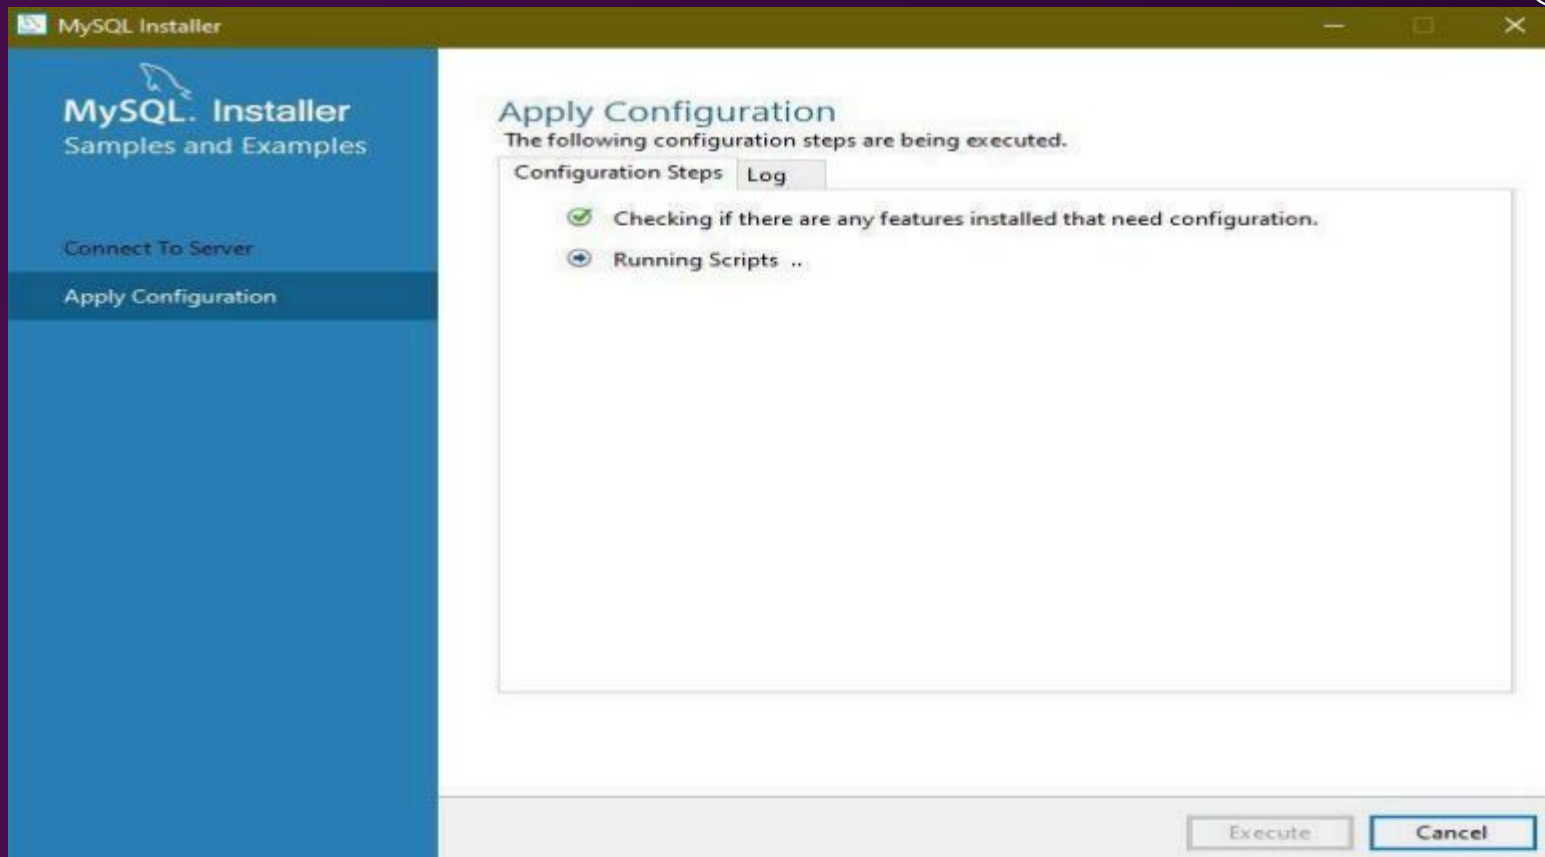 MySQL Installer
MySQL. Installer
Samples and Examples
Connect To Server
Apply Configuration
Apply Configuration
The following configuration steps are being executed.
Configuration Steps Log
Checking if there are any features installed that need configuration.
Running Scripts ..
Execute Cancel